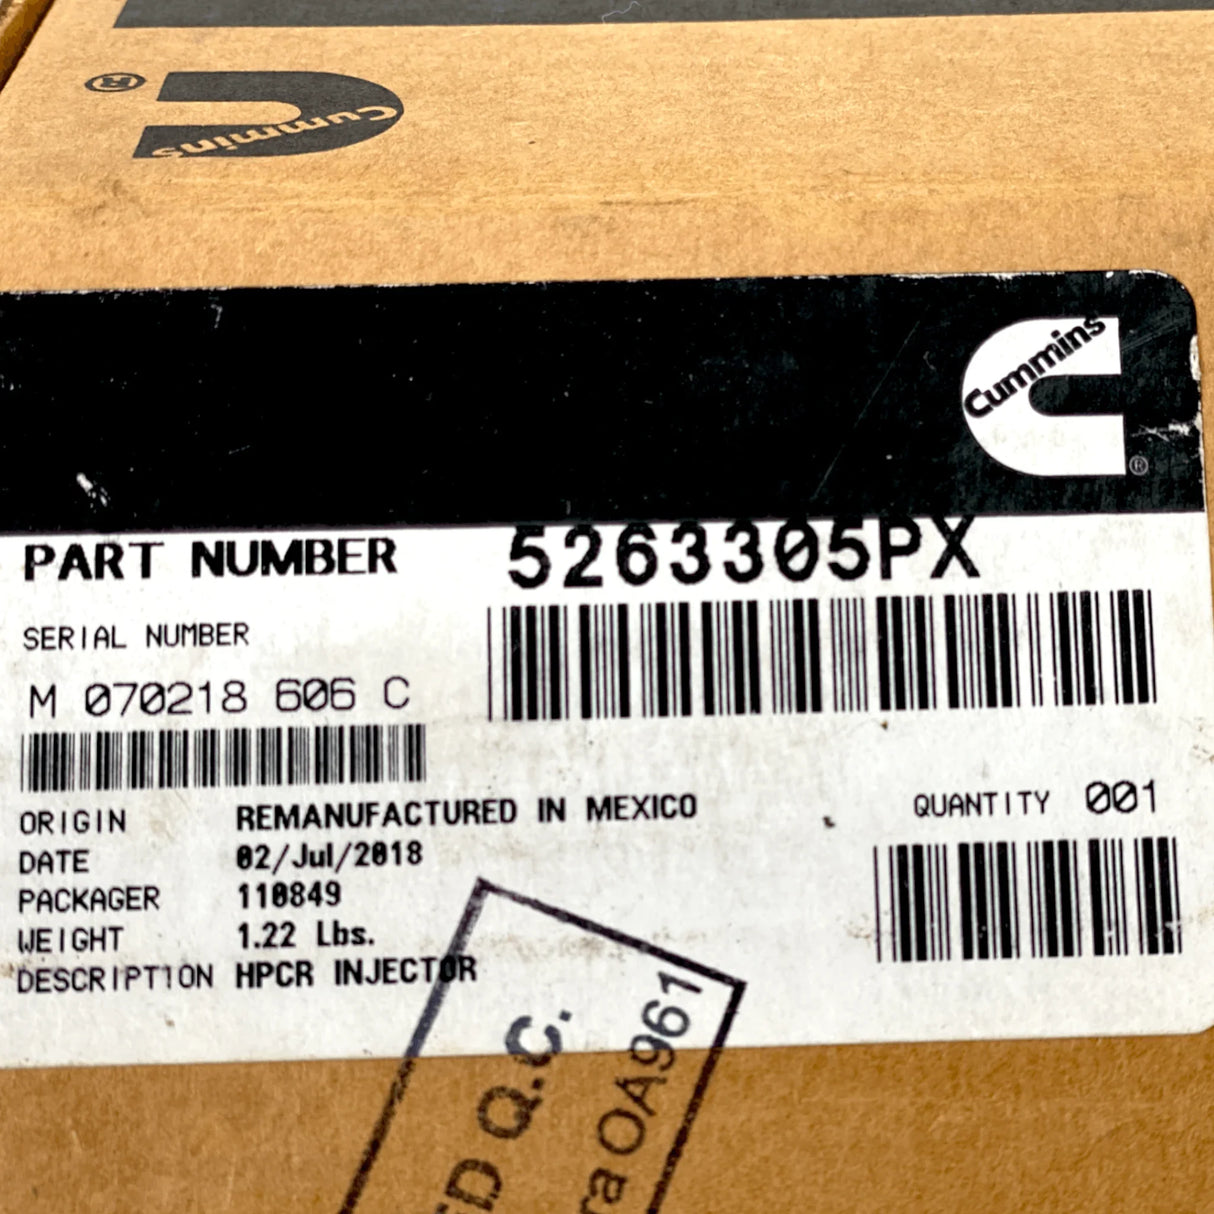 Cummins
®
Cummins
®
PART NUMBER 5263305PX
SERIAL NUMBER
M 070218 606 C
ORIGIN REMANUFACTURED IN MEXICO
QUANTITY 001
DATE 02/Jul/2018
PACKAGER 110849
WEIGHT 1.22 Lbs.
DESCRIPTION HPCR INJECTOR
Q.C.
OA961